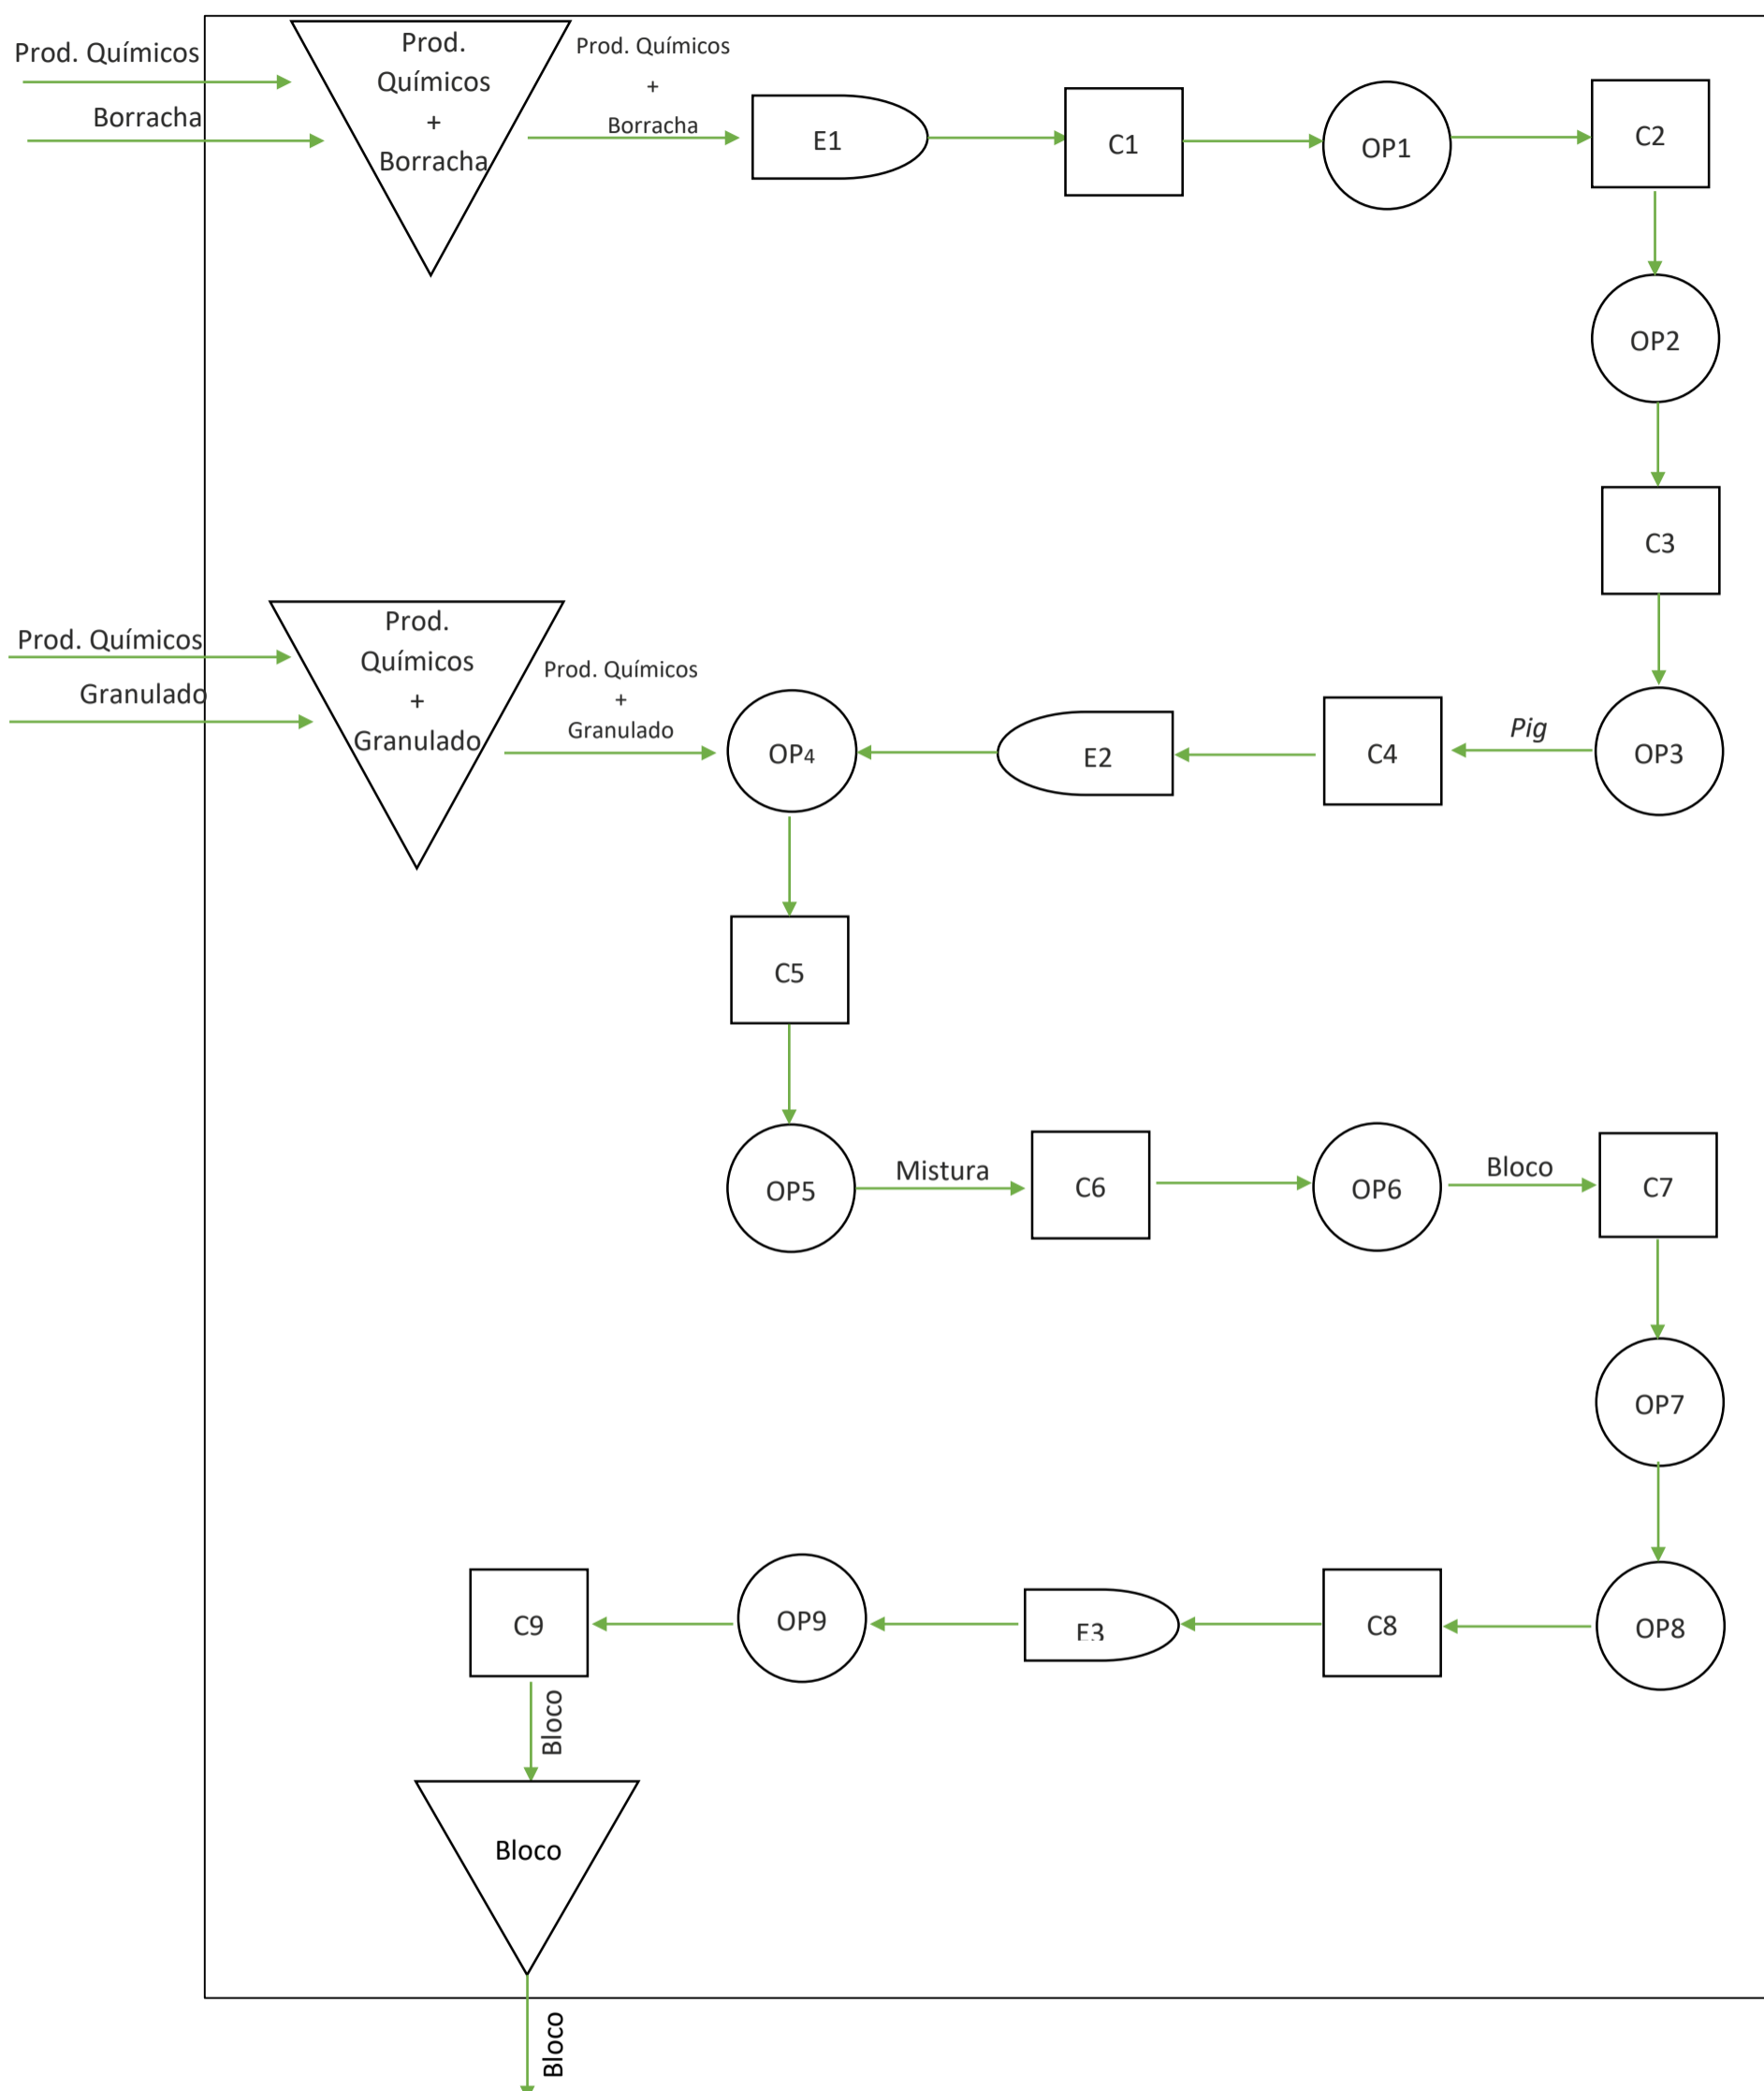 Prod. Químicos
Borracha
Prod.
Químicos
+
Borracha
Prod. Químicos
+
Borracha
E1
C1
OP1
C2
OP2
C3
Prod. Químicos
Granulado
Prod.
Químicos
+
Granulado
Prod. Químicos
+
Granulado
OP4
E2
C4
Pig
OP3
C5
OP5
Mistura
C6
OP6
Bloco
C7
OP7
C9
OP9
E3
C8
OP8
Bloco
Bloco
Bloco